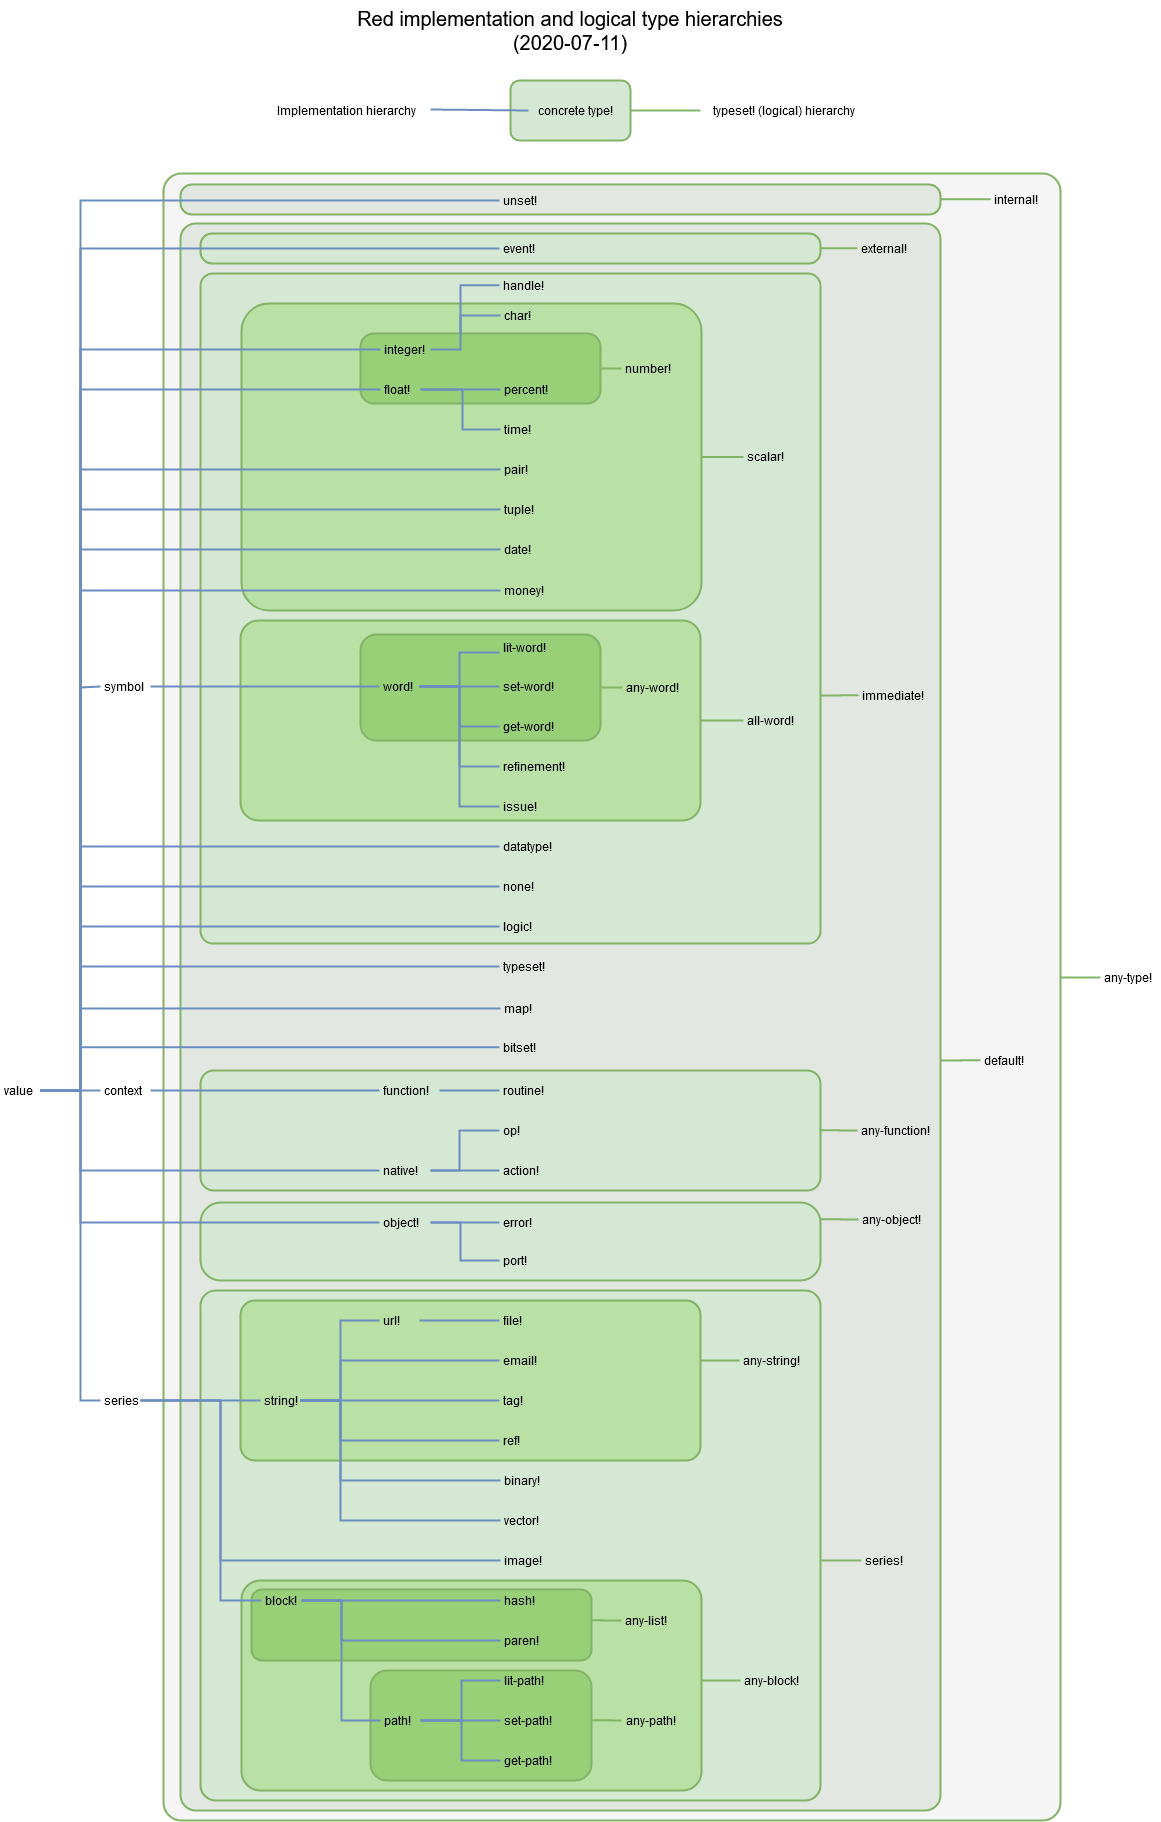 Red implementation and logical type hierarchies
(2020-07-11)
Implementation hierarchy
concrete type!
typeset! (logical) hierarchy
unset!
internal!
event!
external!
handle!
char!
integer!
number!
float!
percent!
time!
scalar!
pair!
tuple!
date!
money!
lit-word!
symbol
word!
set-word!
any-word!
immediate!
all-word!
get-word!
refinement!
issue!
datatype!
none!
logic!
typeset!
any-type!
map!
bitset!
default!
value
context
function!
routine!
op!
any-function!
native!
action!
object!
error!
any-object!
port!
url!
file!
email!
any-string!
series
string!
tag!
ref!
binary!
vector!
image!
series!
block!
hash!
any-list!
paren!
lit-path!
any-block!
path!
set-path!
any-path!
get-path!